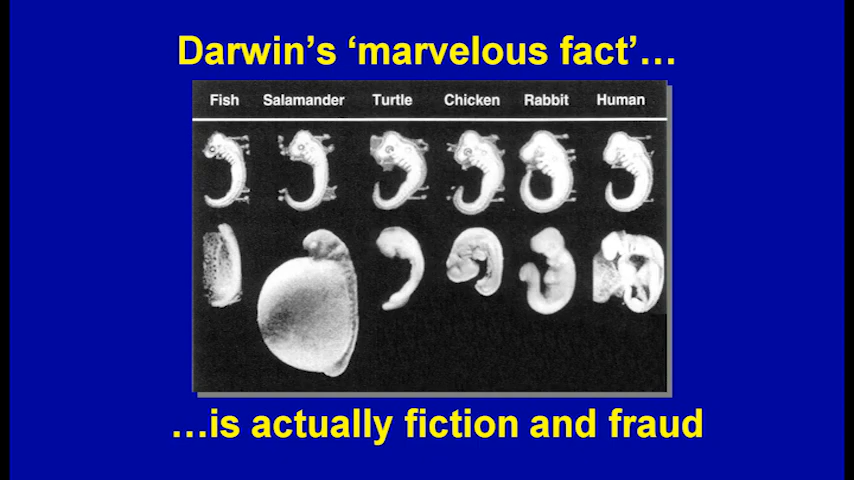 Darwin's 'marvelous fact'...
Fish Salamander Turtle Chicken Rabbit Human
...is actually fiction and fraud